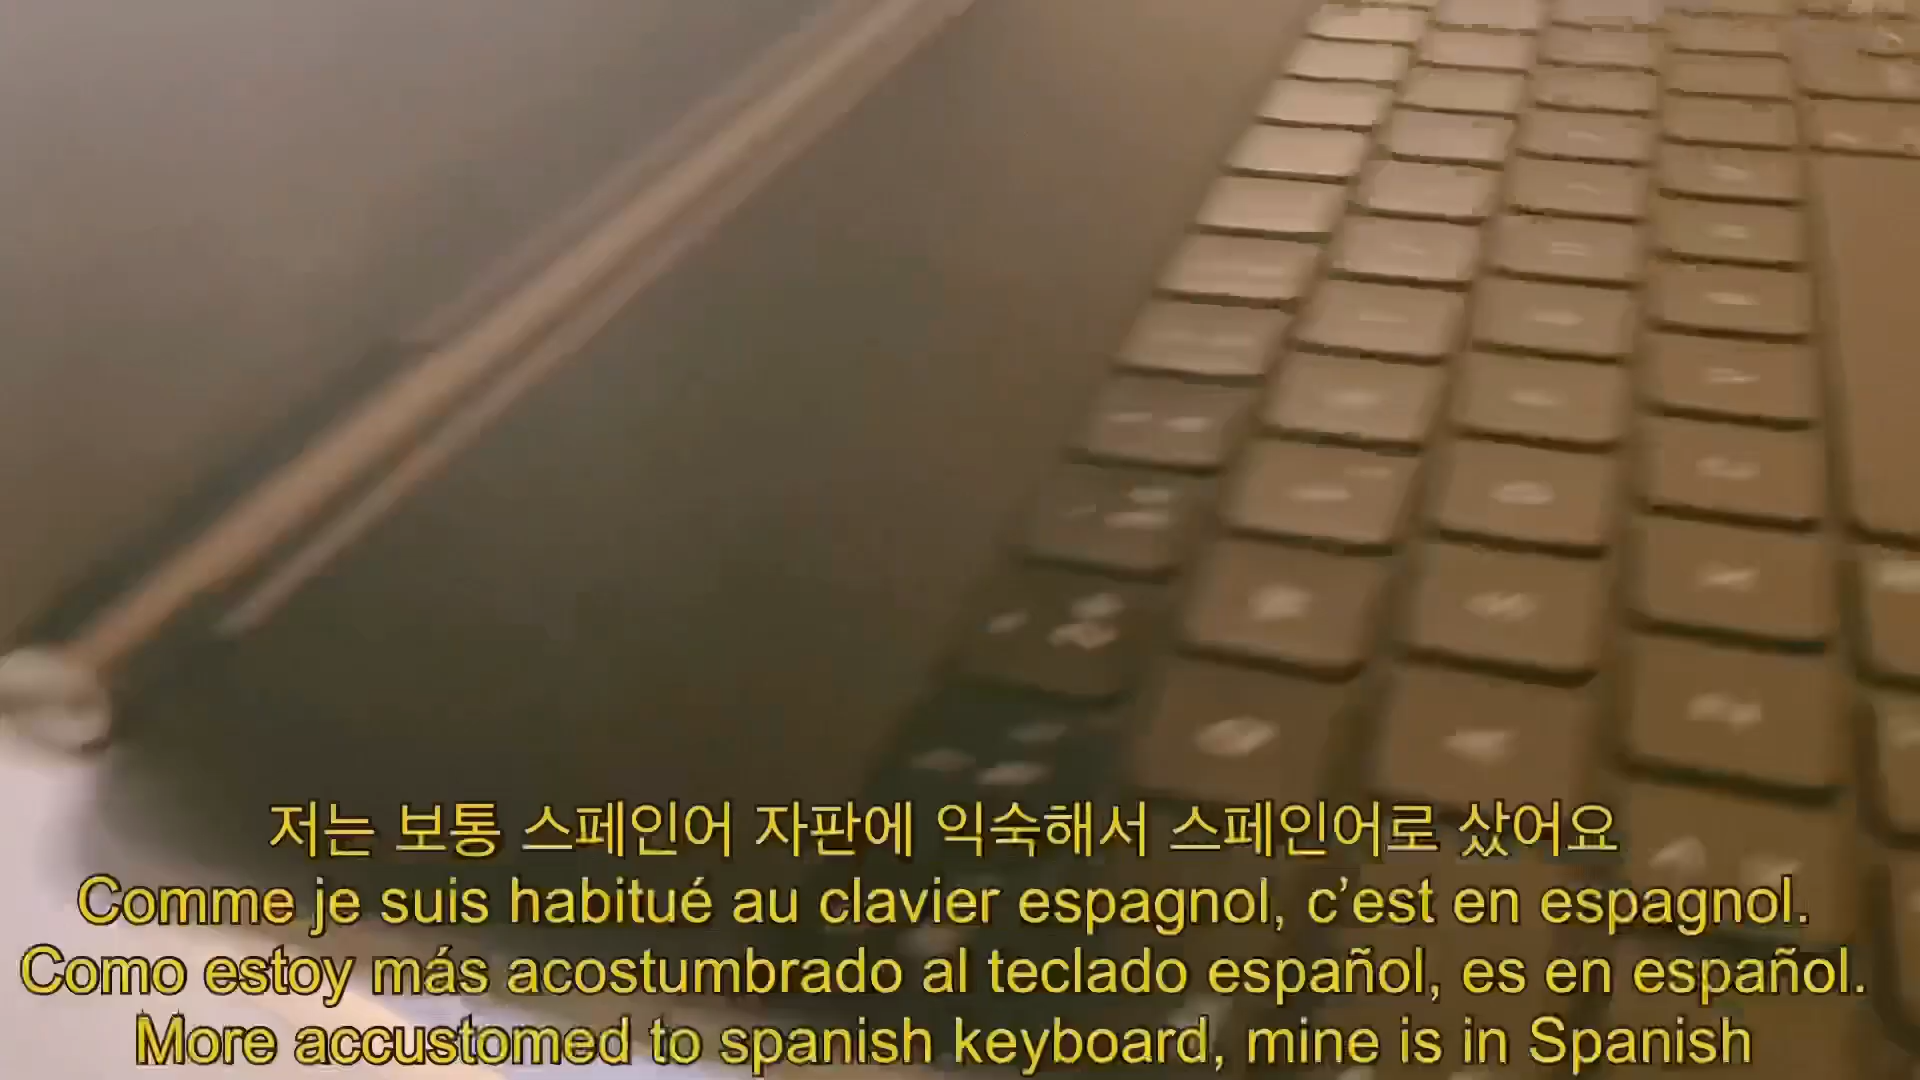 저는 보통 스페인어 자판에 익숙해서 스페인어로 샀어요
Comme je suis habitué au clavier espagnol, c’est en espagnol.
Como estoy más acostumbrado al teclado español, es en español.
More accustomed to spanish keyboard, mine is in Spanish